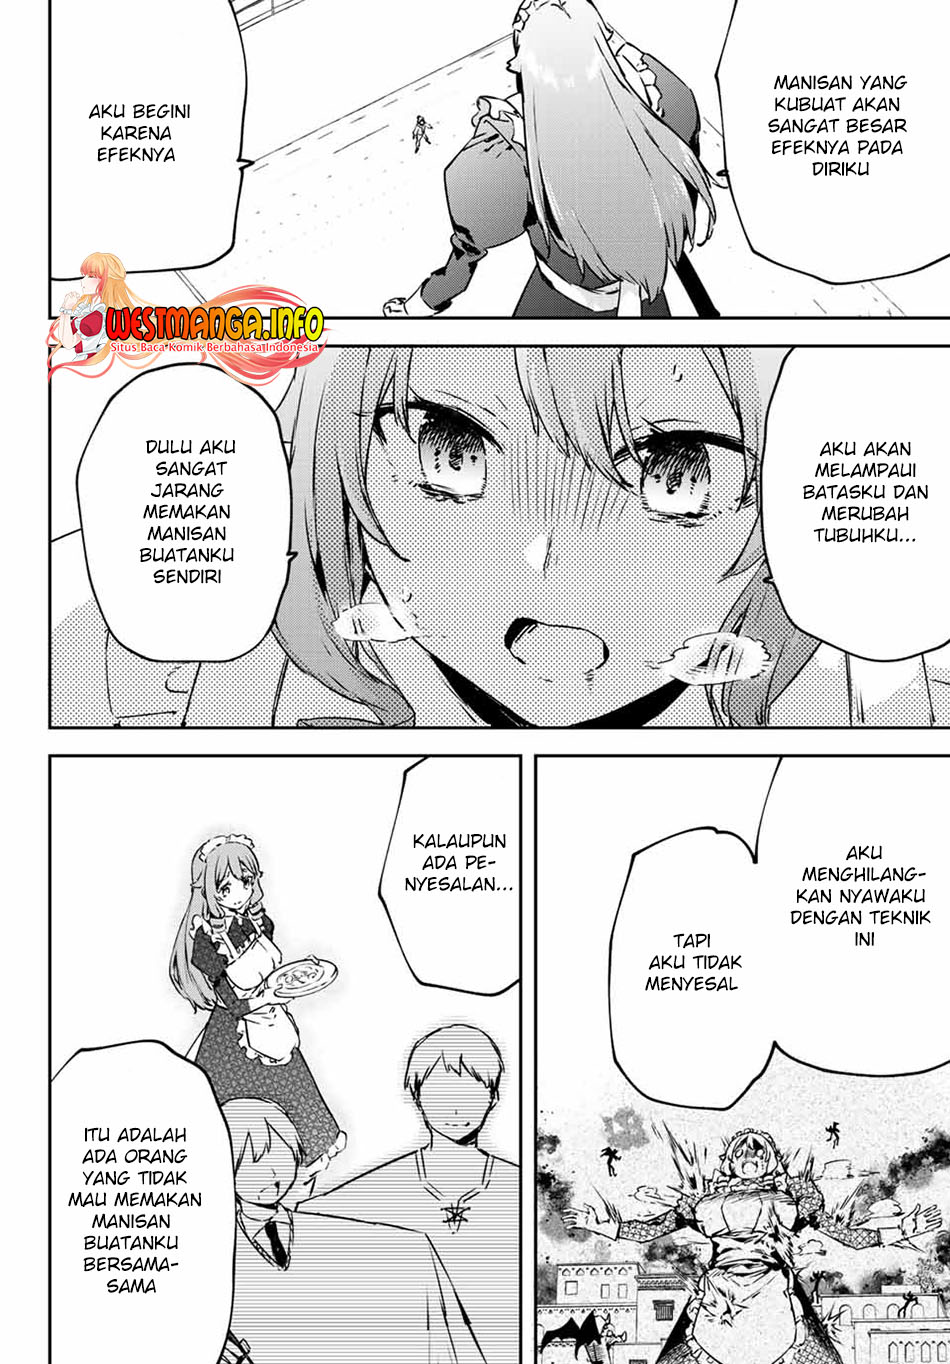 MANISAN YANG
KUBUAT AKAN
SANGAT BESAR
EFEKNYA PADA
DIRIKU
AKU BEGINI
KARENA
EFEKNYA
WESTMANGA.INFO
Situs Baca Komik Berbahasa Indonesia
AKU AKAN
MELAMPAUI
BATASKU DAN
MERUBAH
TUBUHKU...
DULU AKU
SANGAT
JARANG
MEMAKAN
MANISAN
BUATANKU
SENDIRI
AKU
MENGHILANG-
KAN NYAWAKU
DENGAN TEKNIK
INI
TAPI
AKU TIDAK
MENYESAL
KALAUPUN
ADA PE-
NYESALAN...
ITU ADALAH
ADA ORANG
YANG TIDAK
MAU MEMAKAN
MANISAN
BUATANKU
BERSAMA-
SAMA